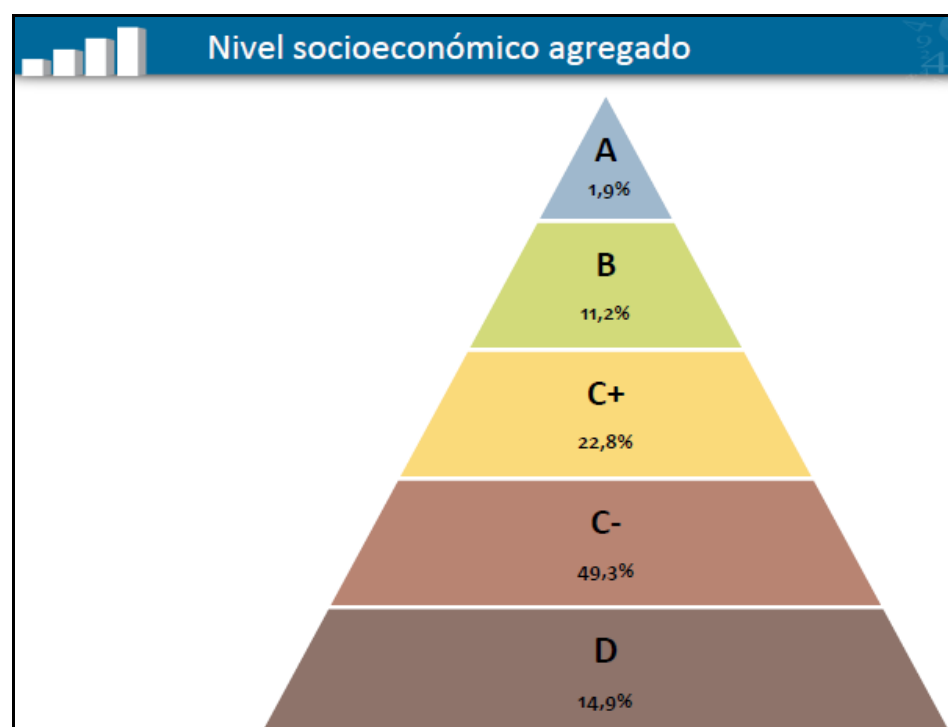 Nivel socioeconómico agregado
A
1,9%
B
11,2%
C+
22,8%
C-
49,3%
D
14,9%